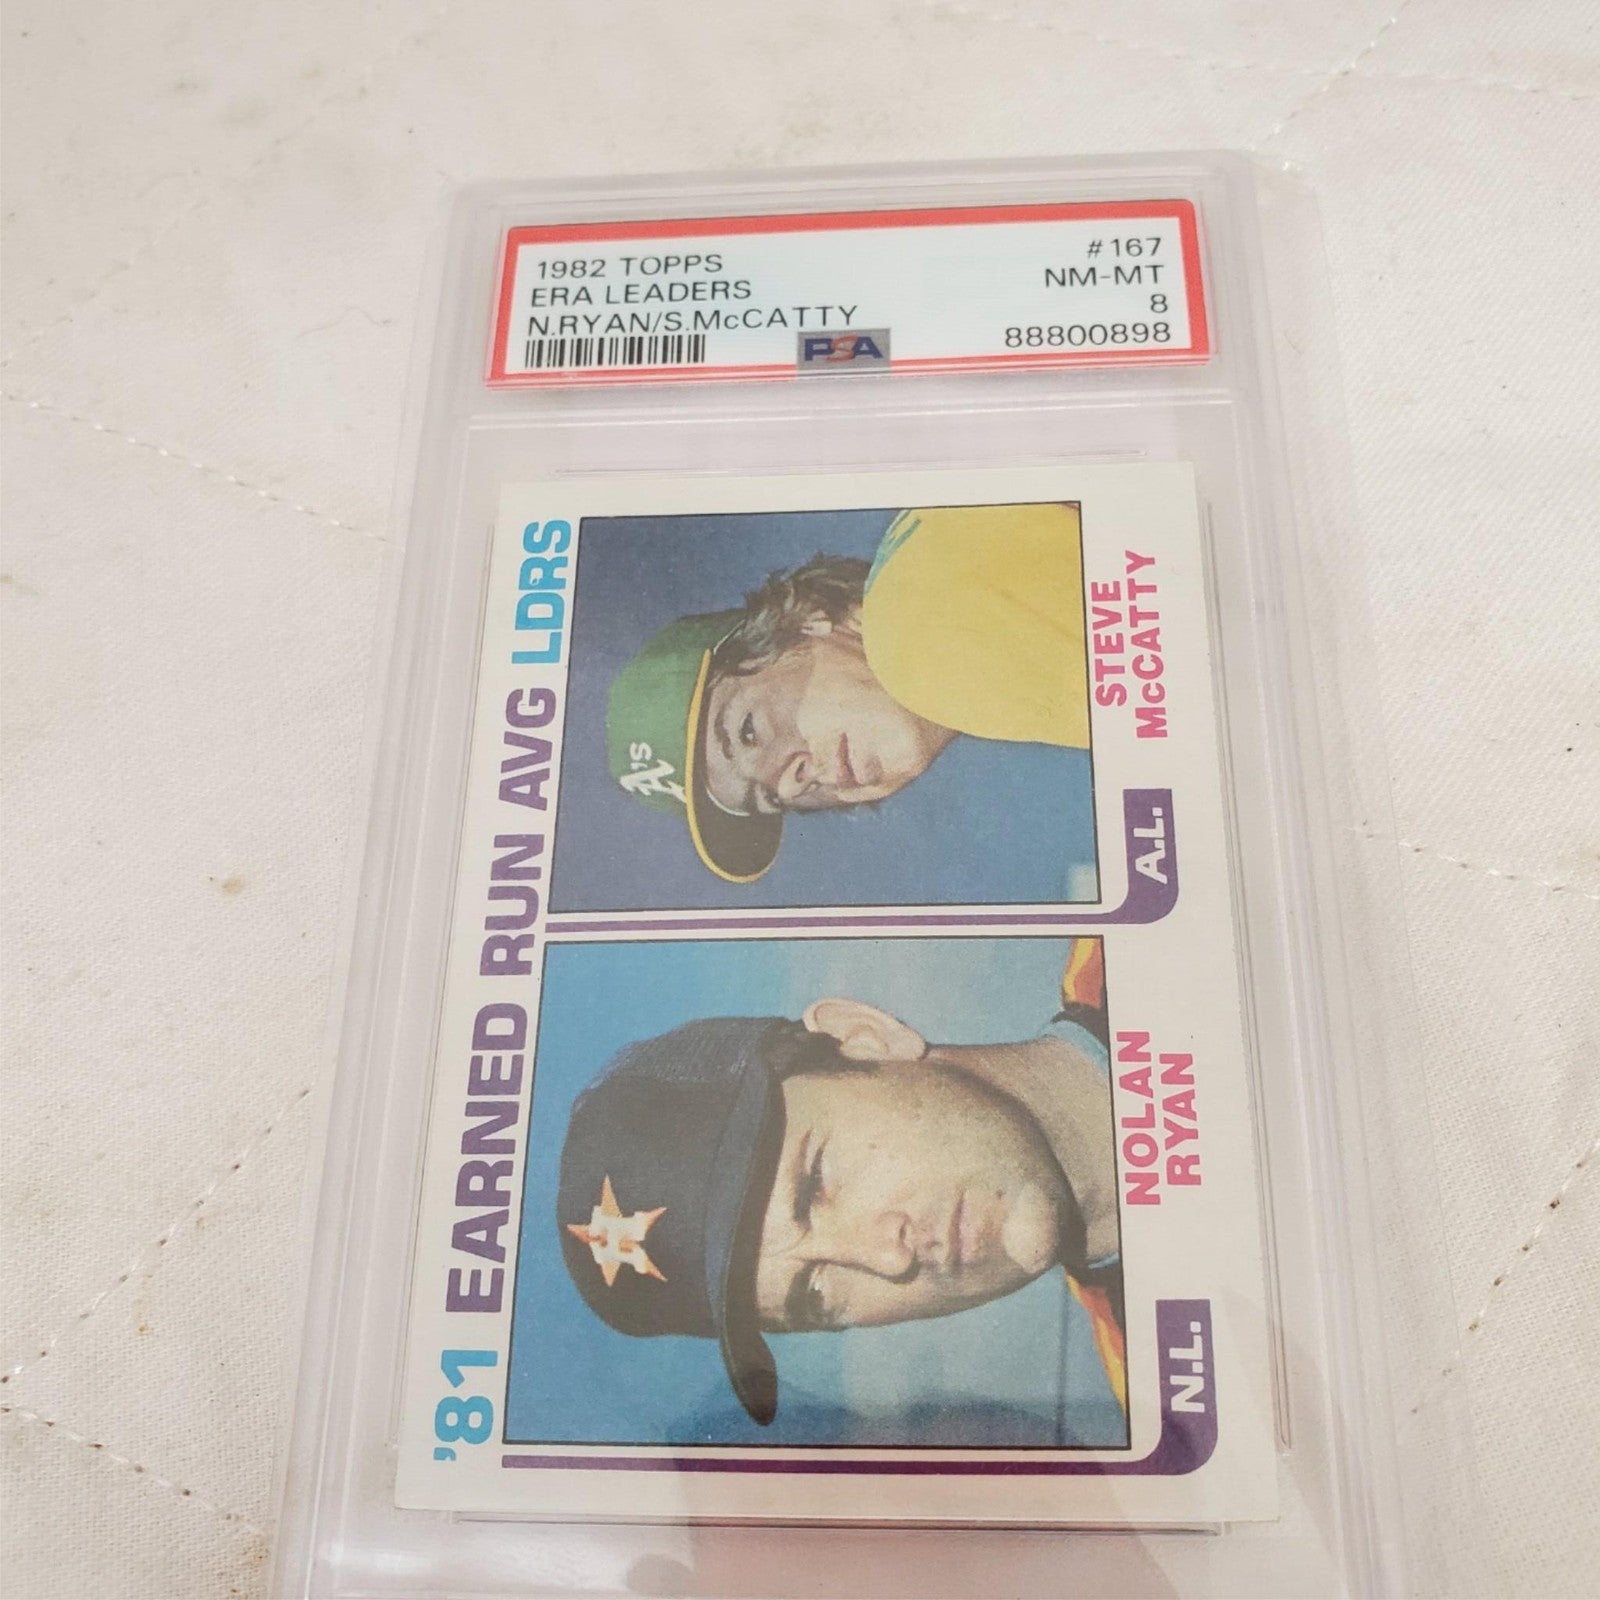 1982 TOPPS
ERA LEADERS
N.RYAN/S.McCATTY
#167
NM-MT
8
88800898
PSA
'81 EARNED RUN AVG LDRS
A's
H
NOLAN
RYAN
N.L.
STEVE
McCATTY
A.L.